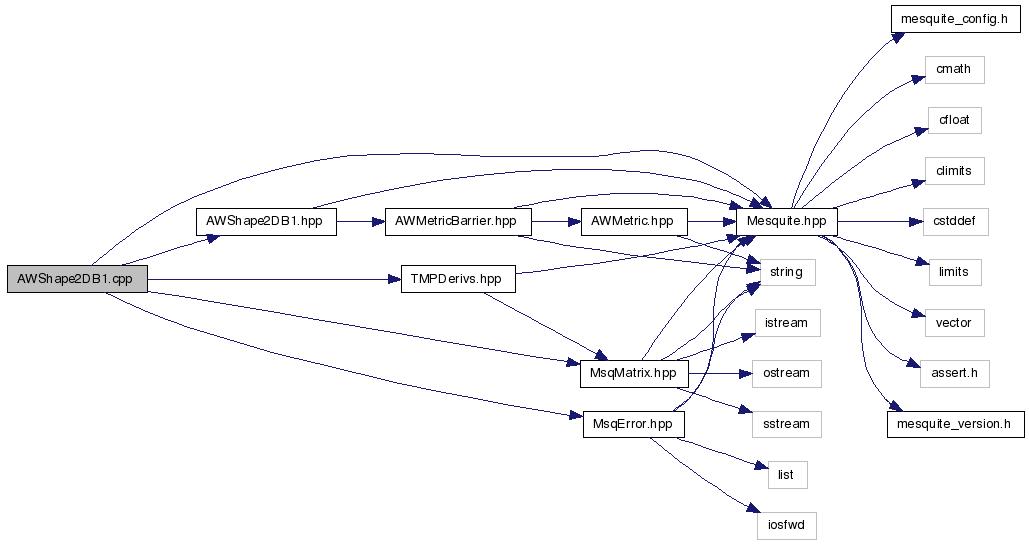 mesquite_config.h
cmath
cfloat
climits
AWShape2DB1.hpp
AWMetricBarrier.hpp
AWMetric.hpp
Mesquite.hpp
cstddef
AWShape2DB1.cpp
TMPDerivs.hpp
string
limits
istream
vector
MsqMatrix.hpp
ostream
assert.h
MsqError.hpp
sstream
mesquite_version.h
list
iosfwd